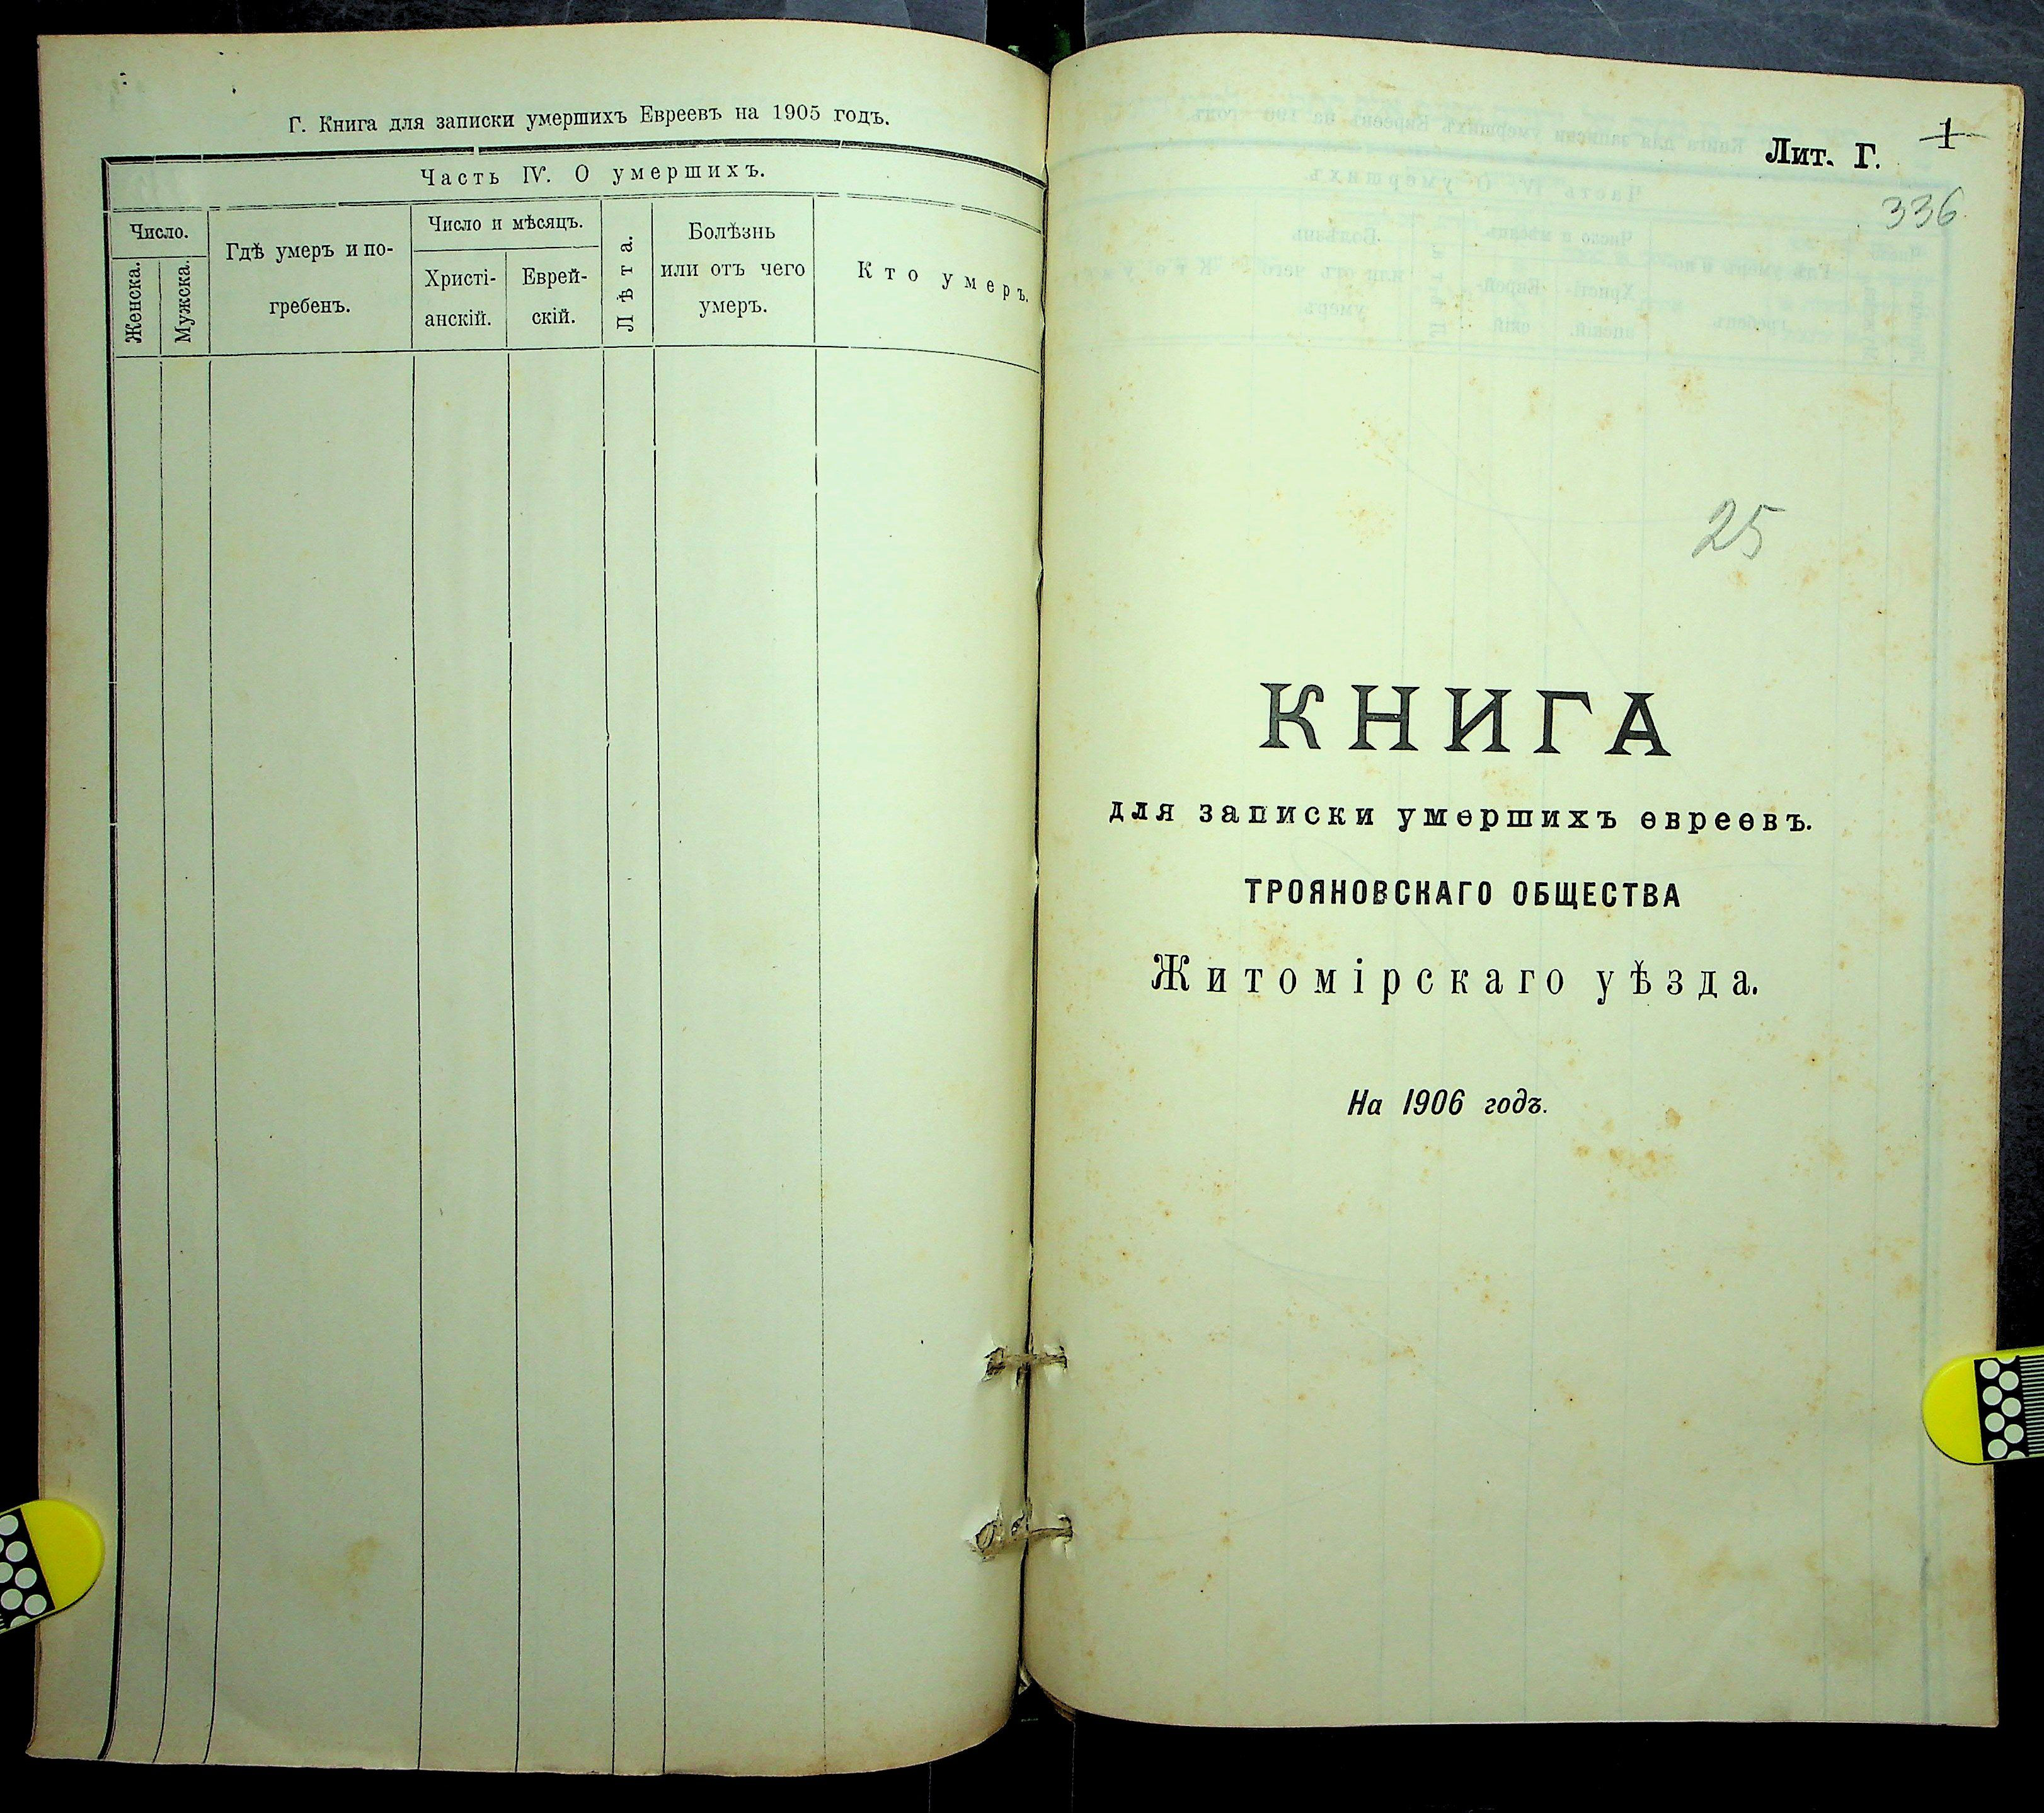 Г. Книга для записки умершихъ Евреевъ на 1905 годъ.
Часть IV. О умершихъ.
Число.
Женска.
Мужска.
Гдѣ умеръ и по-
гребенъ.
Число и мѣсяцъ.
Христі-
анскій.
Еврей-
скій.
Лѣта.
Болѣзнь
или отъ чего
умеръ.
Кто умеръ.
Лит. Г.
1
336
25
КНИГА
для записки умершихъ евреевъ.
ТРОЯНОВСКАГО ОБЩЕСТВА
Житомірскаго уѣзда.
На 1906 годъ.